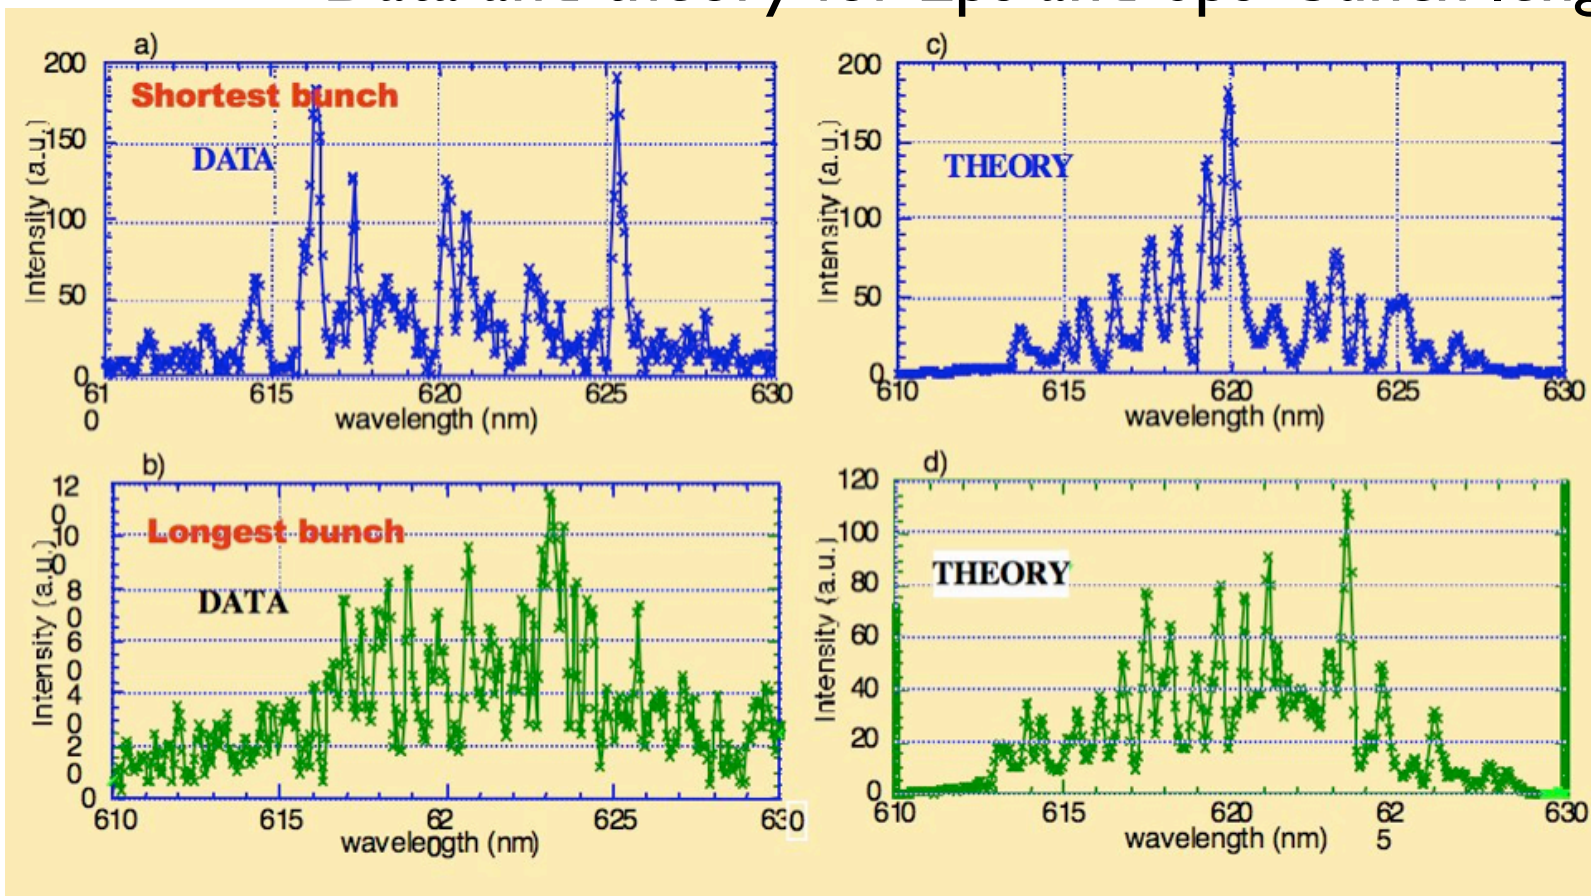 a)
200
150
100
50
0
Intensity (a.u.)
Shortest bunch
DATA
61
0
615
620
625
630
wavelength (nm)
c)
200
150
100
50
0
Intensity (a.u.)
THEORY
610
615
620
625
630
wavelength (nm)
b)
12
0
10
0
8
0
6
0
4
0
2
0
0
Intensity (a.u.)
Longest bunch
DATA
610
615
62
0
625
630
wavelength (nm)
d)
120
100
80
60
40
20
0
Intensity (a.u.)
THEORY
610
615
620
62
5
630
wavelength (nm)